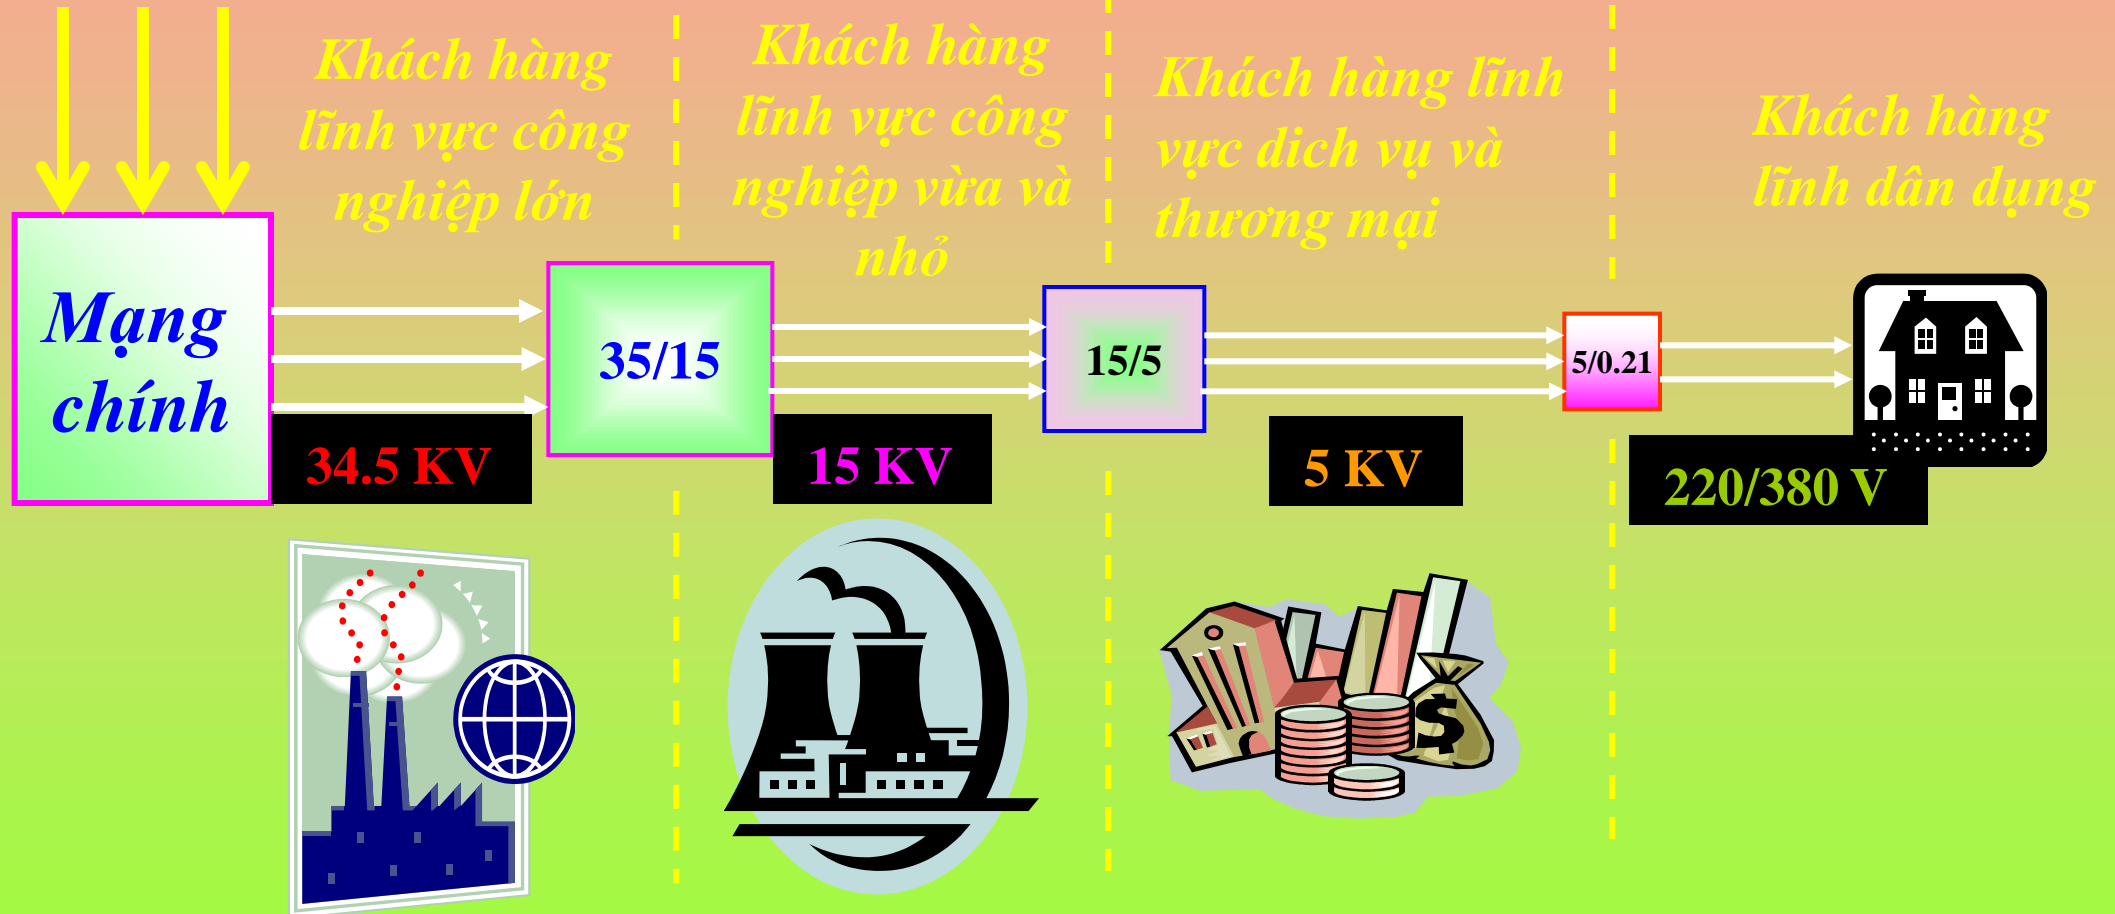 Khách hàng
lĩnh vực công
nghiệp lớn
Khách hàng
lĩnh vực công
nghiệp vừa và
nhỏ
Khách hàng lĩnh
vực dich vụ và
thương mại
Khách hàng
lĩnh dân dụng
Mạng
chính
35/15
15/5
5/0.21
34.5 KV
15 KV
5 KV
220/380 V
$